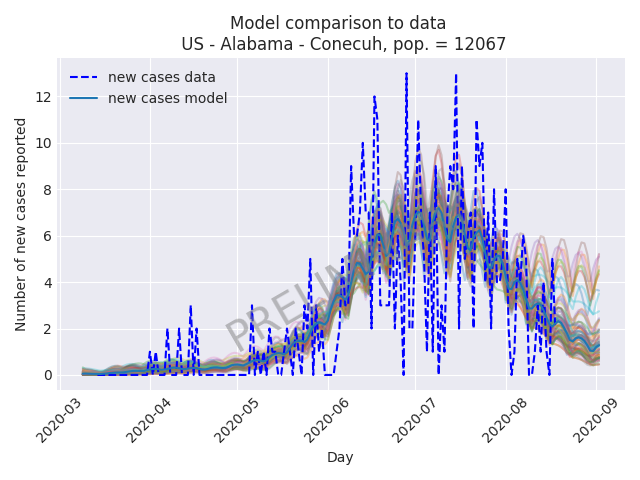 Model comparison to data
US - Alabama - Conecuh, pop. = 12067
new cases data
new cases model
Number of new cases reported
12
10
8
6
4
2
0
2020-03
2020-04
2020-05
2020-06
2020-07
2020-08
2020-09
Day